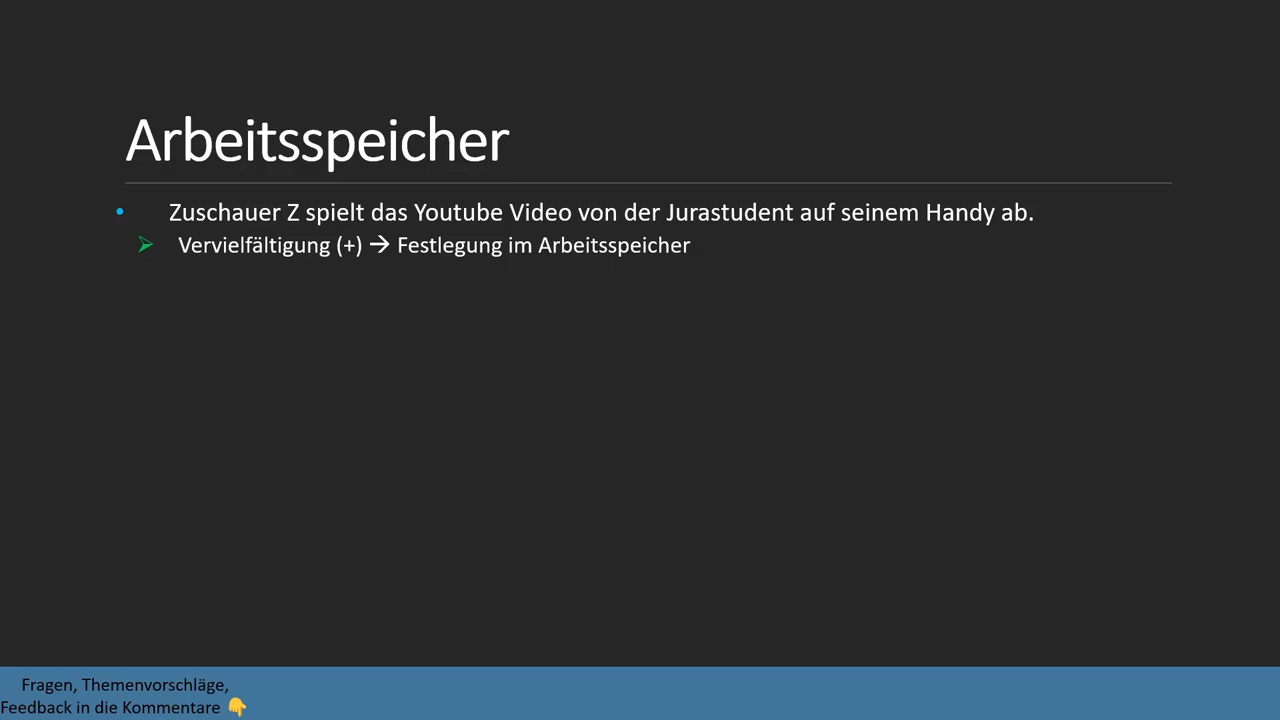 Arbeitsspeicher
• Zuschauer Z spielt das Youtube Video von der Jurastudent auf seinem Handy ab.
➢ Vervielfältigung (+) → Festlegung im Arbeitsspeicher
Fragen, Themenvorschläge,
Feedback in die Kommentare 👇